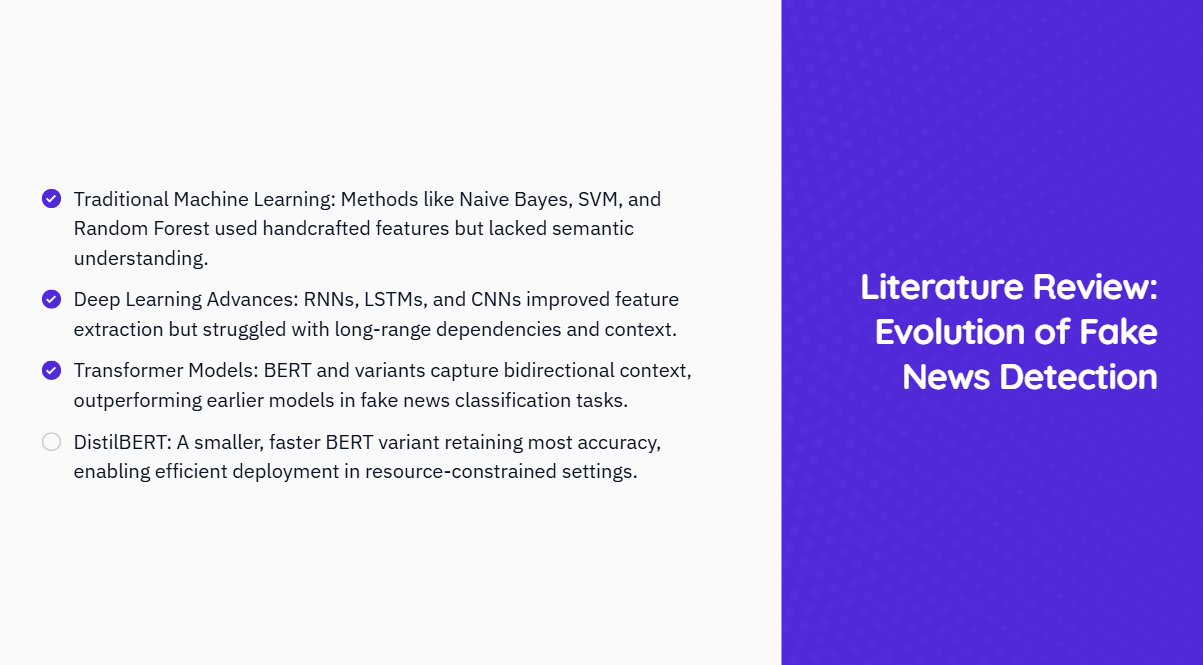 Traditional Machine Learning: Methods like Naive Bayes, SVM, and
Random Forest used handcrafted features but lacked semantic
understanding.
Deep Learning Advances: RNNs, LSTMs, and CNNs improved feature
extraction but struggled with long-range dependencies and context.
Transformer Models: BERT and variants capture bidirectional context,
outperforming earlier models in fake news classification tasks.
DistilBERT: A smaller, faster BERT variant retaining most accuracy,
enabling efficient deployment in resource-constrained settings.
Literature Review:
Evolution of Fake
News Detection